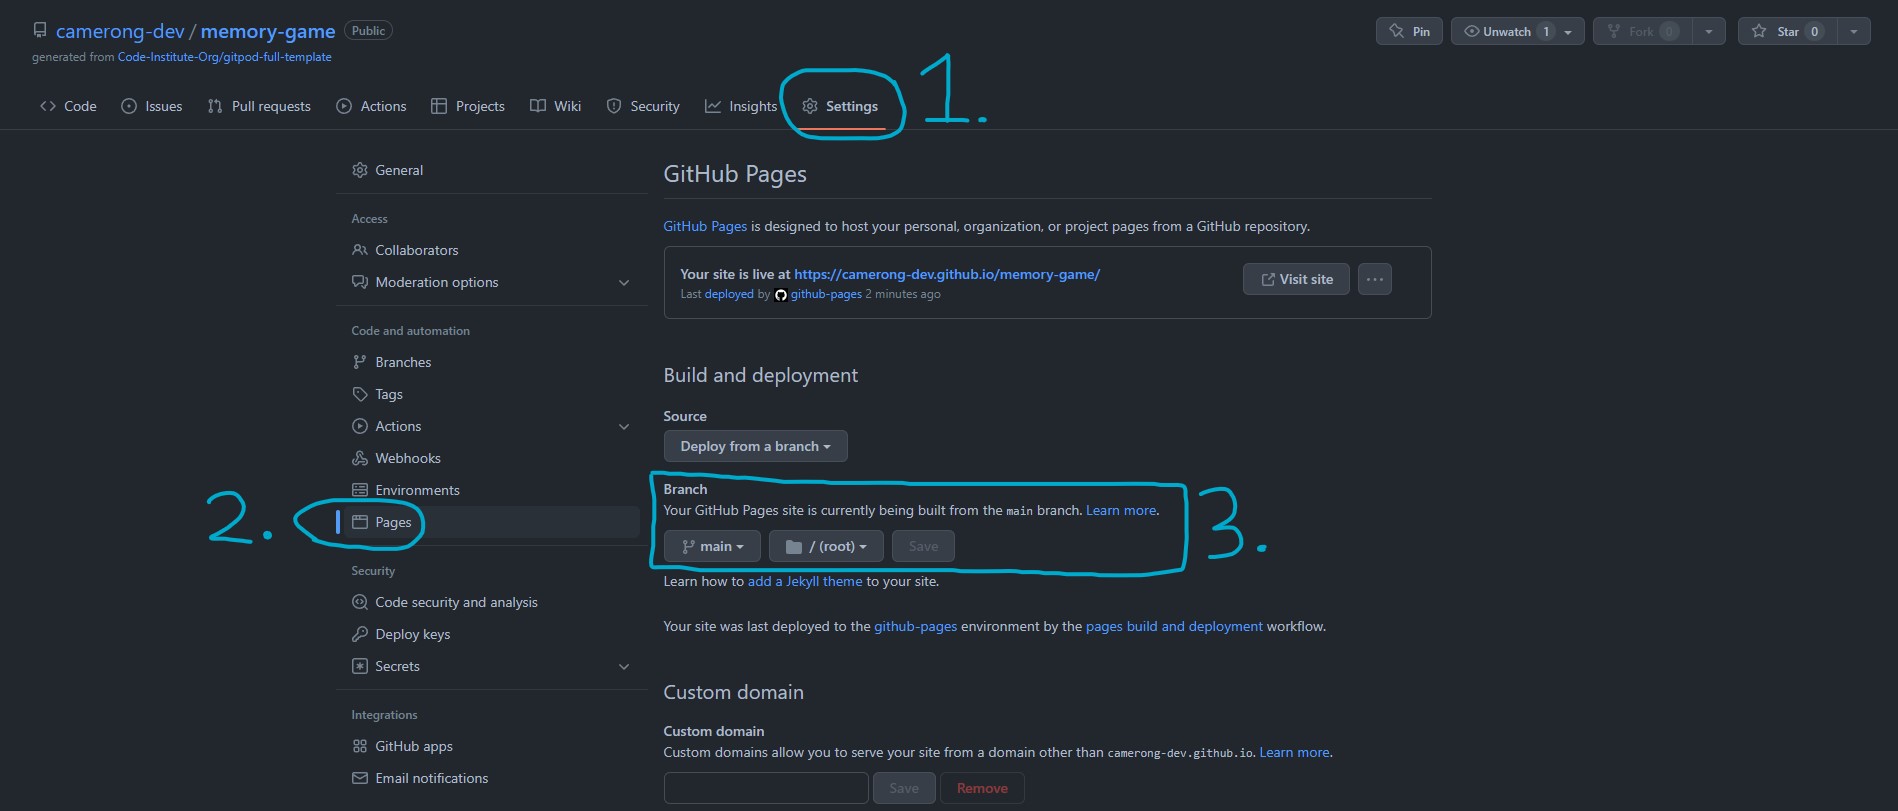 camerong-dev / memory-game Public
Pin Unwatch 1 Fork 0 Star 0
generated from Code-Institute-Org/gitpod-full-template
Code Issues Pull requests Actions Projects Wiki Security Insights Settings
1.
General
Access
Collaborators
Moderation options
Code and automation
Branches
Tags
Actions
Webhooks
Environments
2.
Pages
Security
Code security and analysis
Deploy keys
Secrets
Integrations
GitHub apps
Email notifications
GitHub Pages
GitHub Pages is designed to host your personal, organization, or project pages from a GitHub repository.
Your site is live at https://camerong-dev.github.io/memory-game/
Last deployed by github-pages 2 minutes ago
Visit site
Build and deployment
Source
Deploy from a branch
Branch
Your GitHub Pages site is currently being built from the main branch. Learn more.
main / (root) Save
3.
Learn how to add a Jekyll theme to your site.
Your site was last deployed to the github-pages environment by the pages build and deployment workflow.
Custom domain
Custom domain
Custom domains allow you to serve your site from a domain other than camerong-dev.github.io. Learn more.
Save Remove